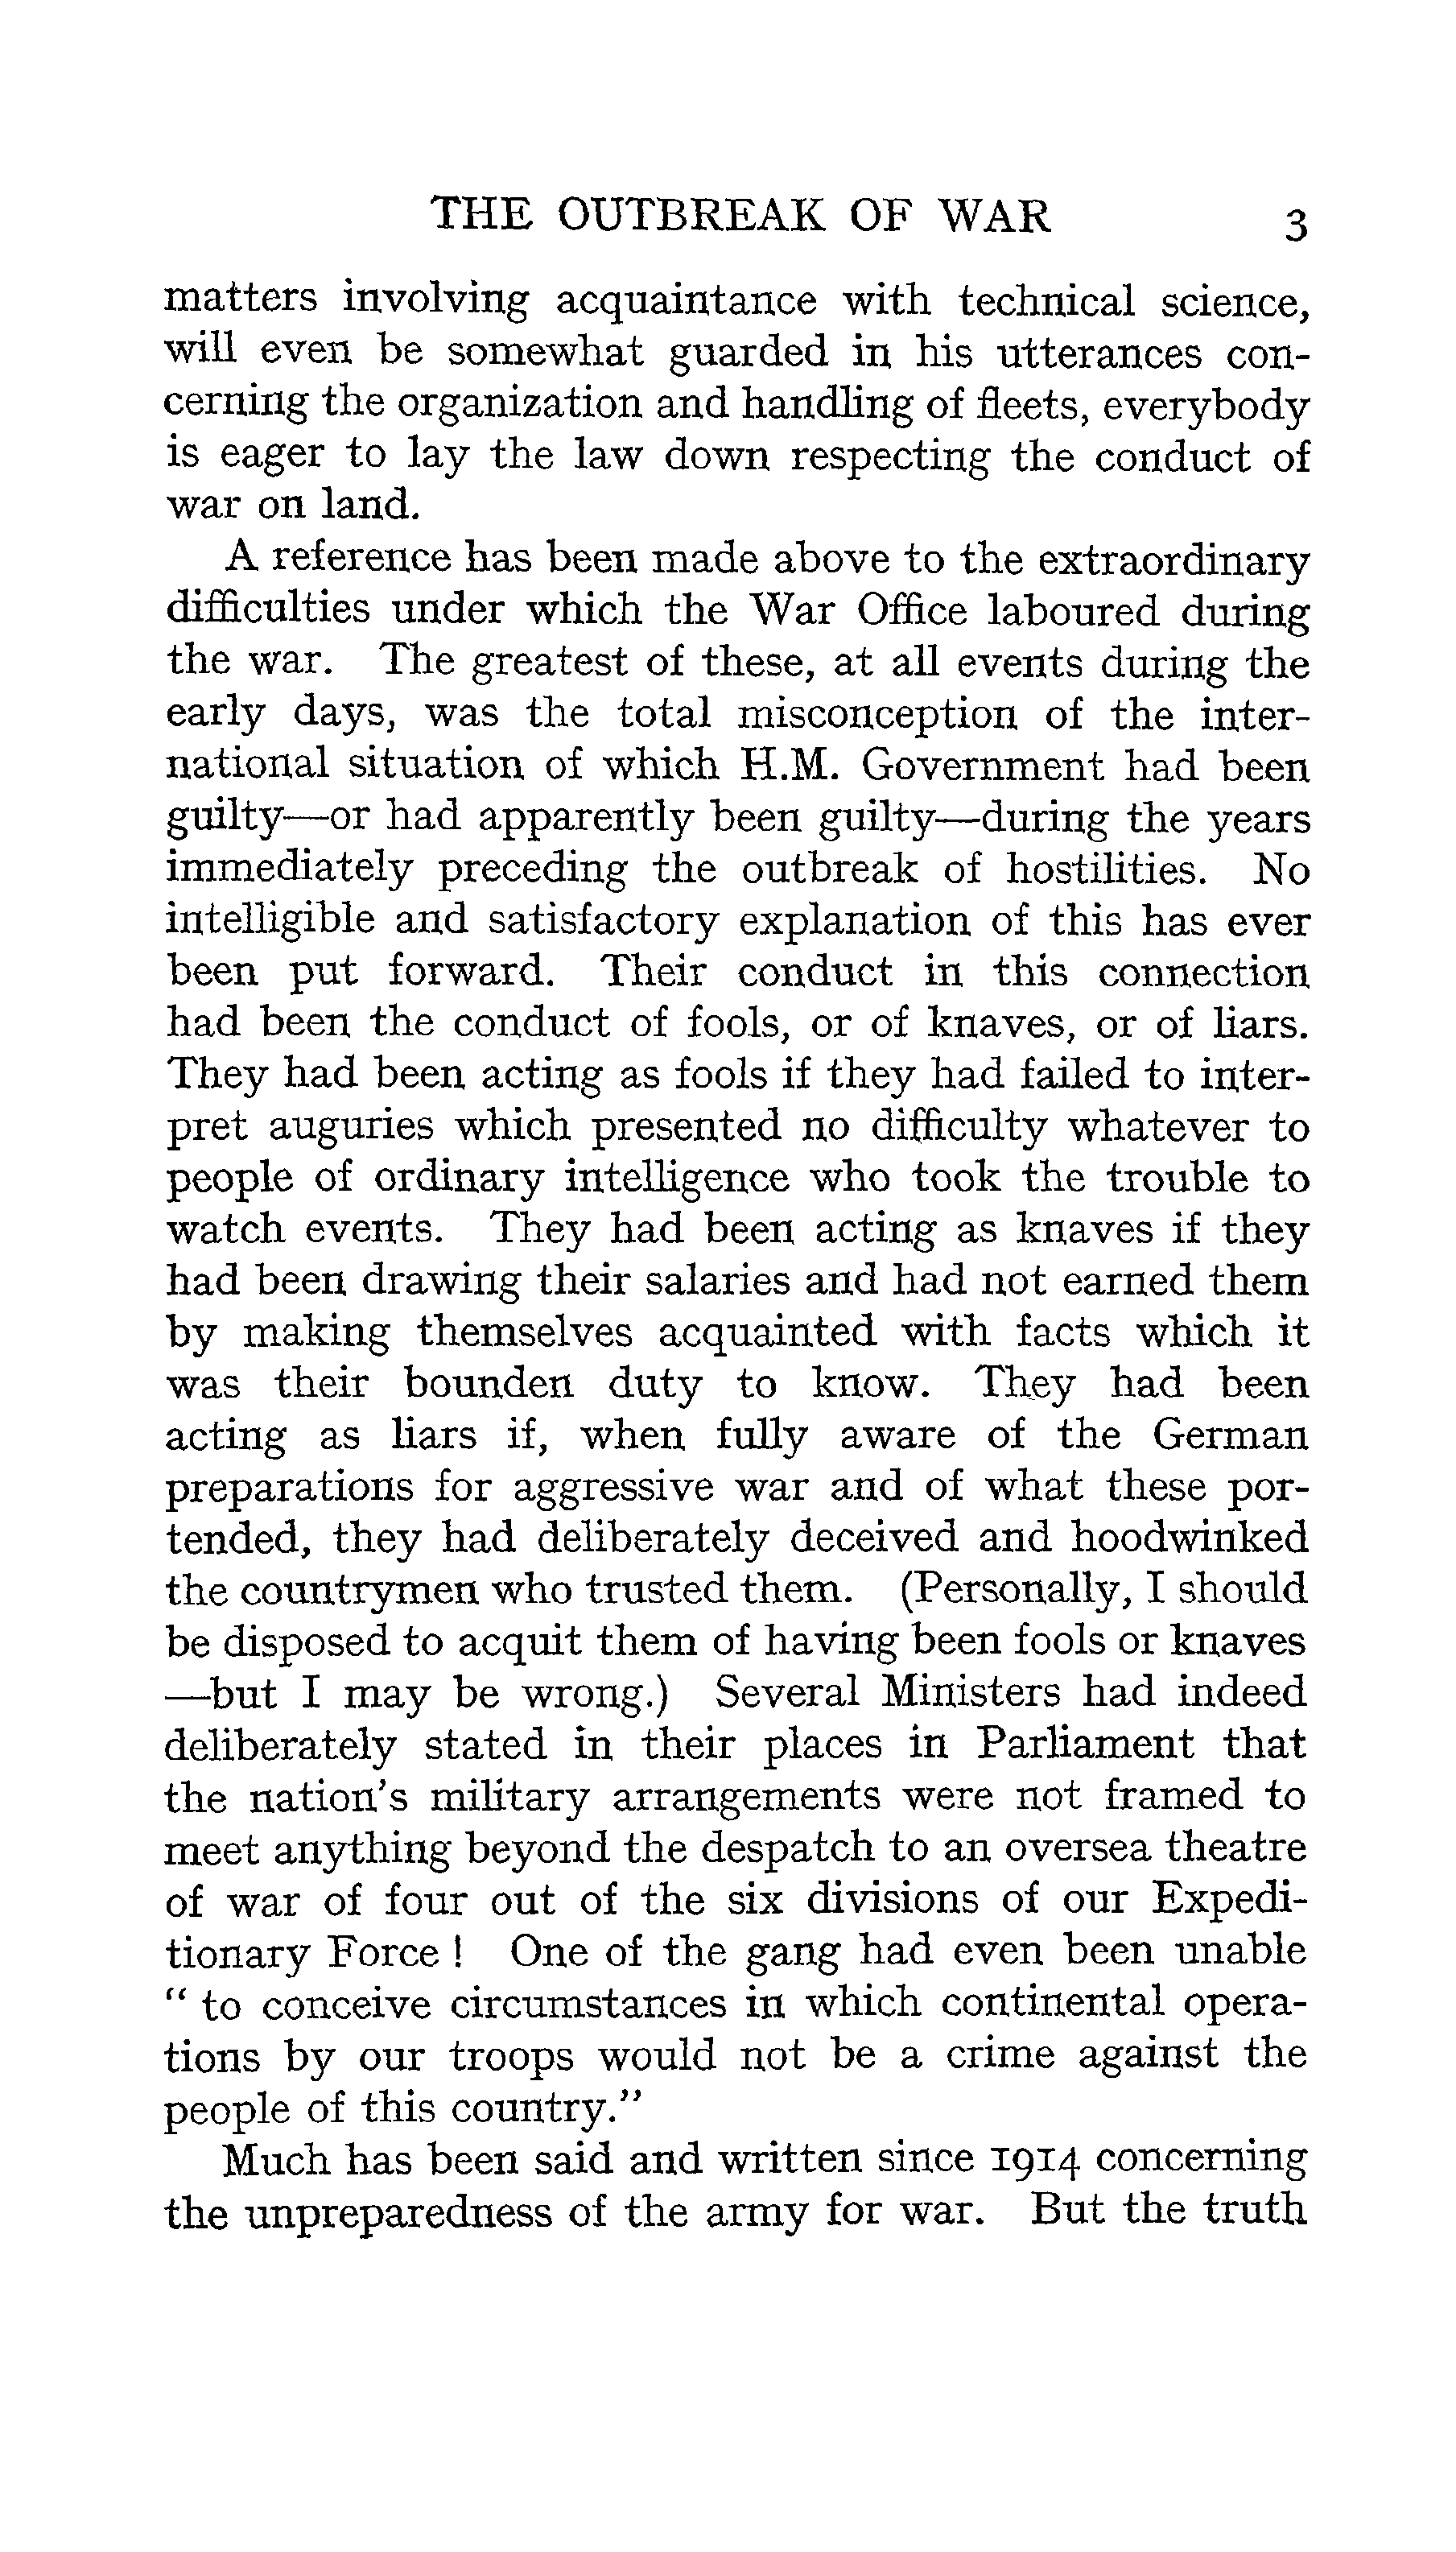 THE OUTBREAK OF WAR 3
matters involving acquaintance with technical science,
will even be somewhat guarded in his utterances con-
cerning the organization and handling of fleets, everybody
is eager to lay the law down respecting the conduct of
war on land.
A reference has been made above to the extraordinary
difficulties under which the War Office laboured during
the war. The greatest of these, at all events during the
early days, was the total misconception of the inter-
national situation of which H.M. Government had been
guilty—or had apparently been guilty—during the years
immediately preceding the outbreak of hostilities. No
intelligible and satisfactory explanation of this has ever
been put forward. Their conduct in this connection
had been the conduct of fools, or of knaves, or of liars.
They had been acting as fools if they had failed to inter-
pret auguries which presented no difficulty whatever to
people of ordinary intelligence who took the trouble to
watch events. They had been acting as knaves if they
had been drawing their salaries and had not earned them
by making themselves acquainted with facts which it
was their bounden duty to know. They had been
acting as liars if, when fully aware of the German
preparations for aggressive war and of what these por-
tended, they had deliberately deceived and hoodwinked
the countrymen who trusted them. (Personally, I should
be disposed to acquit them of having been fools or knaves
—but I may be wrong.) Several Ministers had indeed
deliberately stated in their places in Parliament that
the nation's military arrangements were not framed to
meet anything beyond the despatch to an oversea theatre
of war of four out of the six divisions of our Expedi-
tionary Force ! One of the gang had even been unable
“ to conceive circumstances in which continental opera-
tions by our troops would not be a crime against the
people of this country.”
Much has been said and written since 1914 concerning
the unpreparedness of the army for war. But the truth